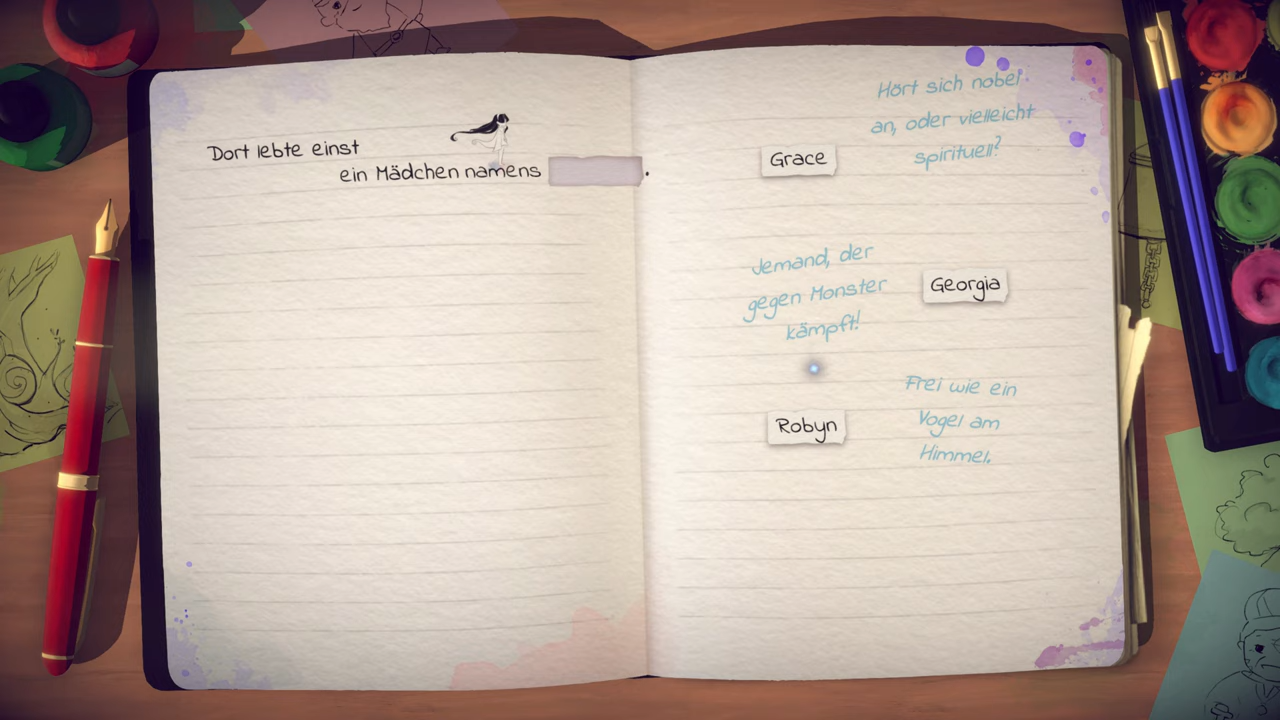 Dort lebte einst
ein Mädchen namens .
Hört sich nobel
an, oder vielleicht
spirituell?
Grace
Jemand, der
gegen Monster
kämpft!
Georgia
Robyn
Frei wie ein
Vogel am
Himmel.